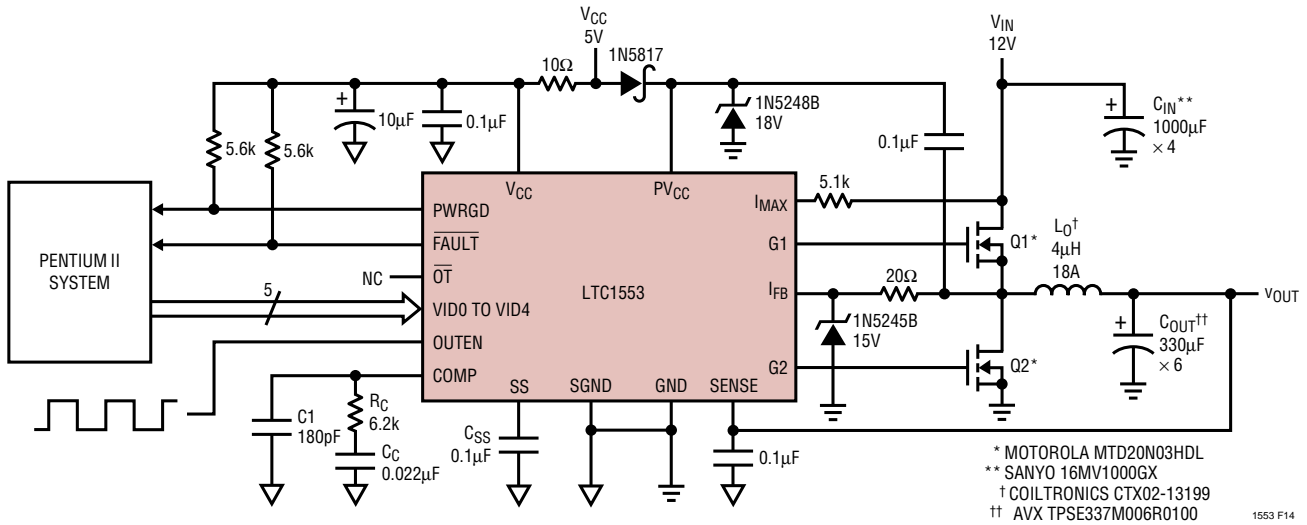 V_CC
5V
1N5817
10Ω
V_IN
12V
+
10µF
0.1µF
1N5248B
18V
0.1µF
+
C_IN**
1000µF
× 4
5.6k
5.6k
V_CC
PV_CC
5.1k
I_MAX
PWRGD
G1
Q1*
L_O†
4µH
18A
FAULT
PENTIUM II
SYSTEM
NC
OT
LTC1553
20Ω
I_FB
5
VID0 TO VID4
V_OUT
1N5245B
15V
+
C_OUT††
330µF
× 6
OUTEN
G2
Q2*
COMP
SS
SGND
GND
SENSE
C1
180pF
R_C
6.2k
C_C
0.022µF
C_SS
0.1µF
0.1µF
* MOTOROLA MTD20N03HDL
** SANYO 16MV1000GX
† COILTRONICS CTX02-13199
†† AVX TPSE337M006R0100
1553 F14